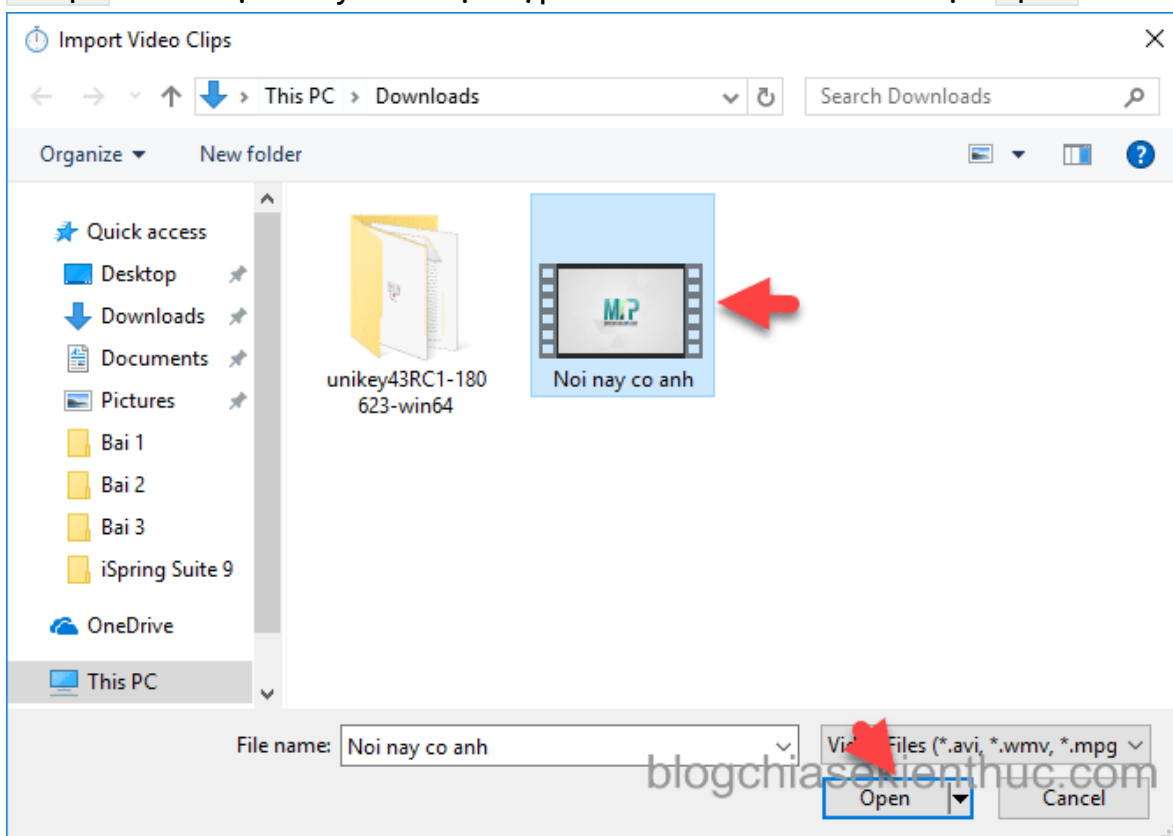 Import Video Clips
This PC > Downloads
Search Downloads
Organize
New folder
Quick access
Desktop
Downloads
Documents
Pictures
Bai 1
Bai 2
Bai 3
iSpring Suite 9
OneDrive
This PC
unikey43RC1-180
623-win64
Noi nay co anh
File name: Noi nay co anh
Files (*.avi, *.wmv, *.mpg
blogchiasekienthuc.com
Open
Cancel